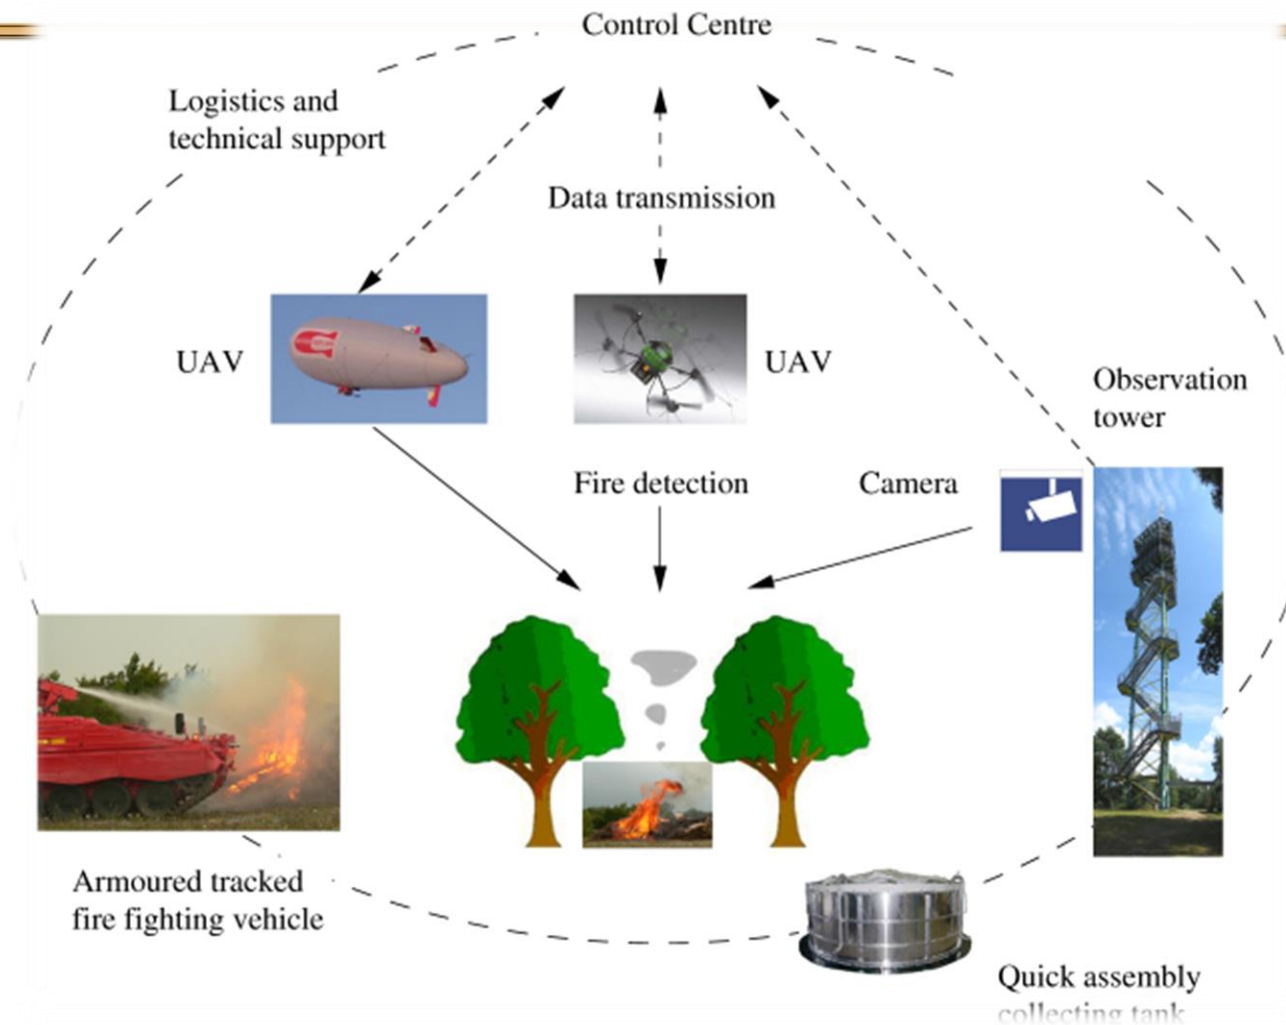 Control Centre
Logistics and
technical support
Data transmission
UAV
UAV
Observation
tower
Fire detection
Camera
Armoured tracked
fire fighting vehicle
Quick assembly
collecting tank